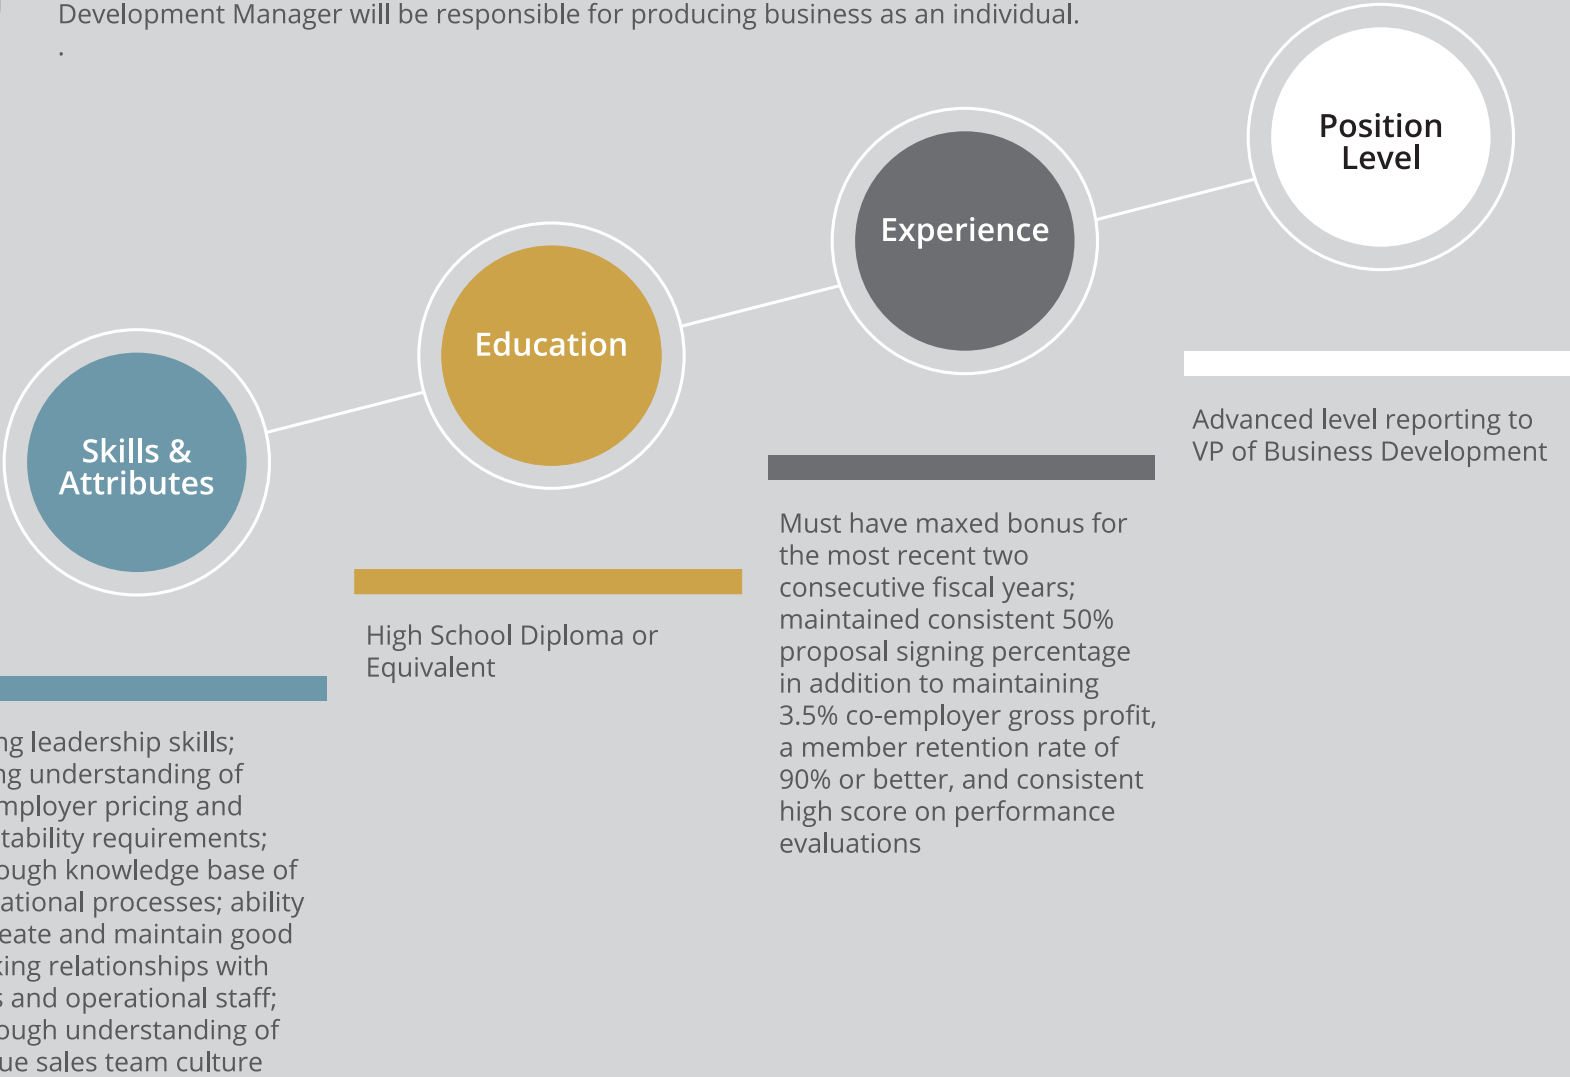 Development Manager will be responsible for producing business as an individual.
.
Position
Level
Experience
Education
Skills &
Attributes
Advanced level reporting to
VP of Business Development
Must have maxed bonus for
the most recent two
consecutive fiscal years;
maintained consistent 50%
proposal signing percentage
in addition to maintaining
3.5% co-employer gross profit,
a member retention rate of
90% or better, and consistent
high score on performance
evaluations
High School Diploma or
Equivalent
leadership skills;
understanding of
pricing and
requirements;
knowledge base of
processes; ability
and maintain good
relationships with
and operational staff;
understanding of
sales team culture